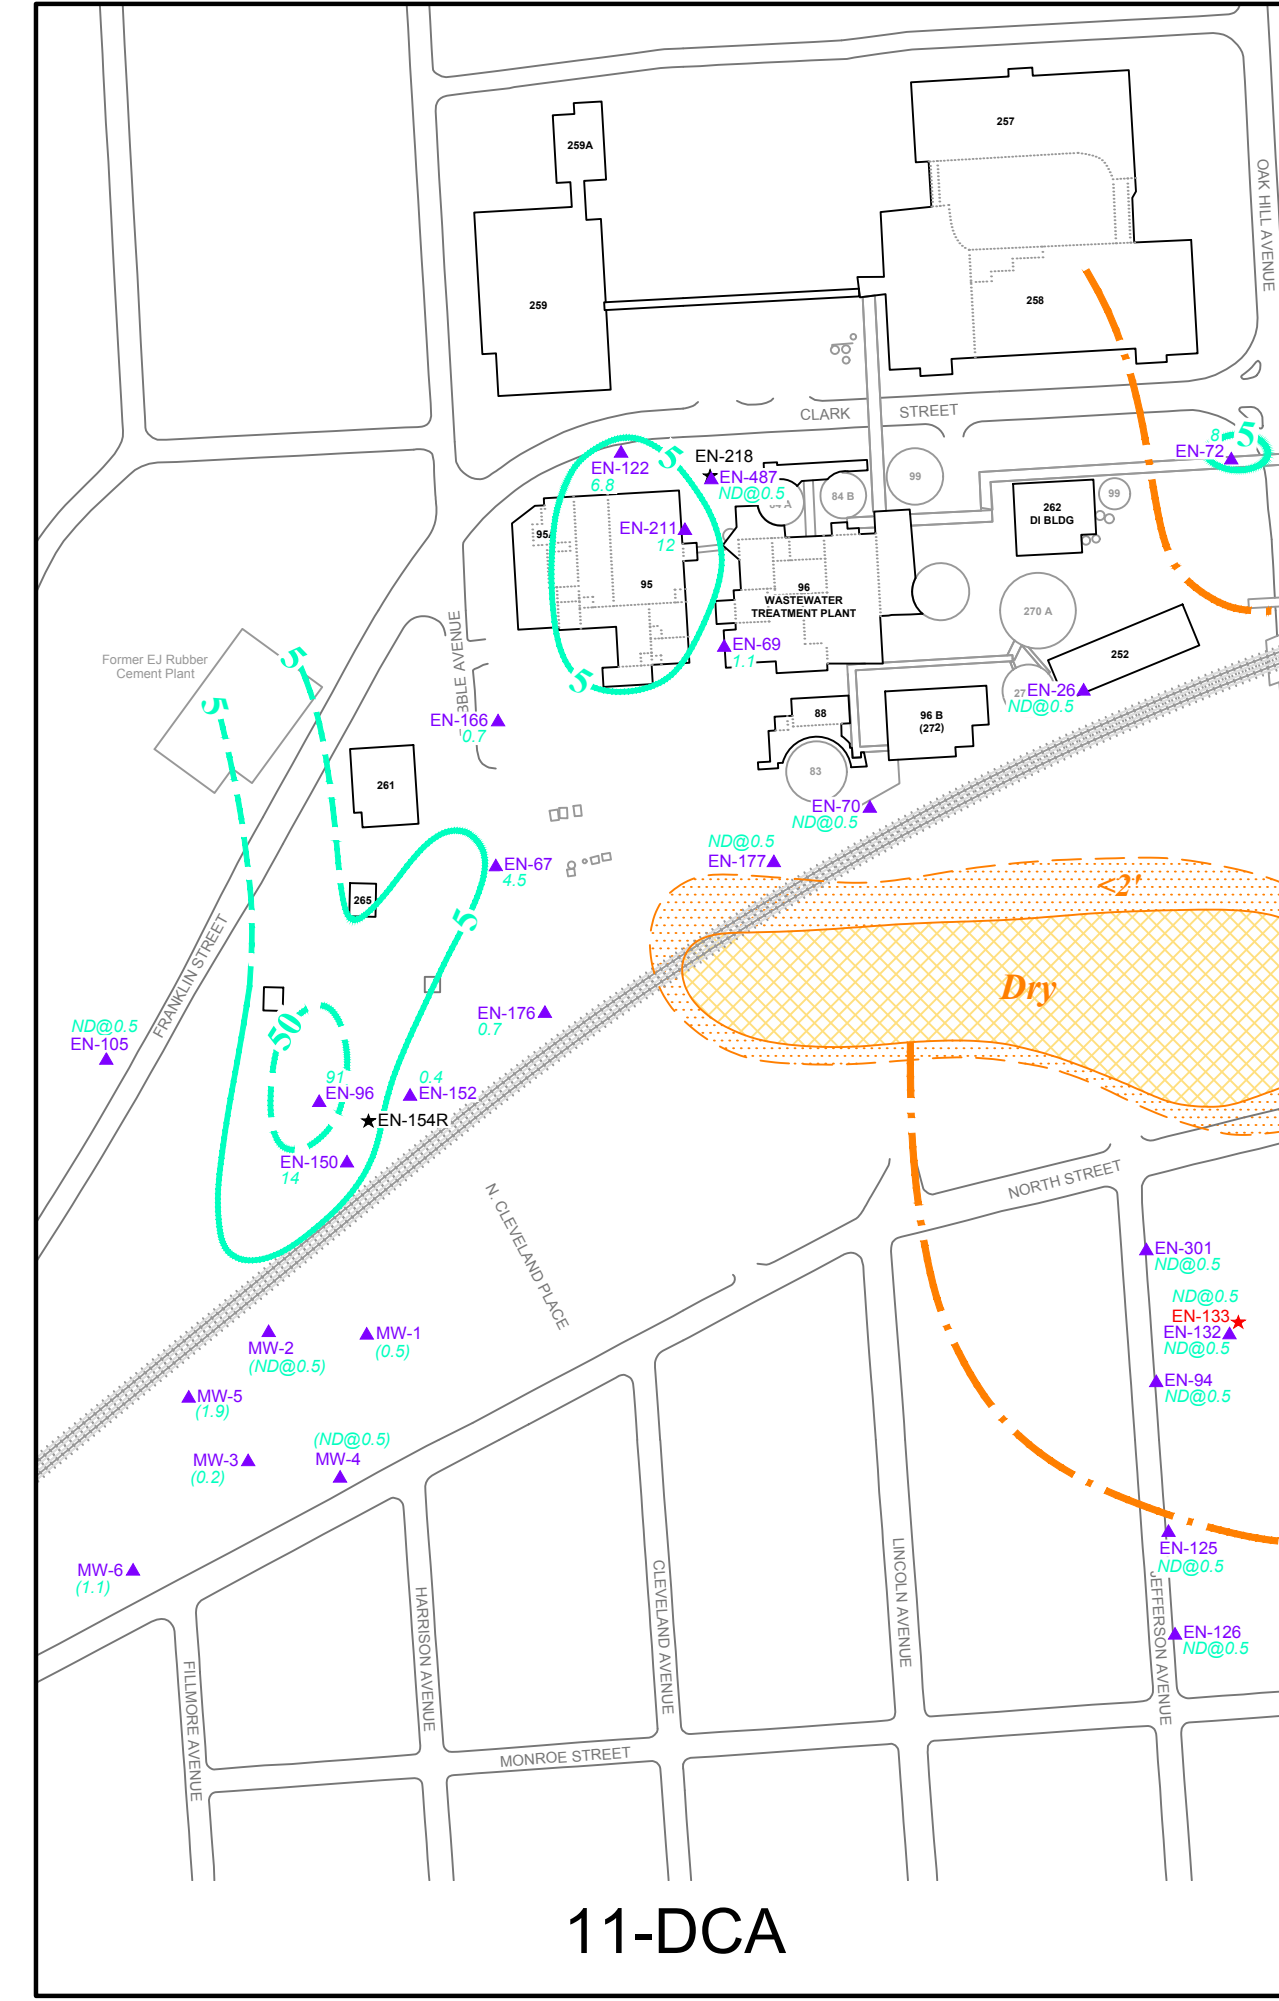 257
259A
OAK HILL AVENUE
259
258
CLARK STREET
5
EN-218
8
5
EN-72
EN-122
6.8
EN-487
ND@0.5
84 B
99
99
262
DI BLDG
EN-211
12
95
96
WASTEWATER
TREATMENT PLANT
270 A
EN-69
1.1
252
Former EJ Rubber
Cement Plant
5
5
5
EN-26
ND@0.5
EN-166
0.7
88
96 B
(272)
83
261
EN-70
ND@0.5
ND@0.5
EN-177
EN-67
4.5
<2'
265
5
FRANKLIN STREET
Dry
EN-176
0.7
50
ND@0.5
EN-105
91
EN-96
0.4
EN-152
EN-154R
EN-150
14
NORTH STREET
N. CLEVELAND PLACE
EN-301
ND@0.5
ND@0.5
EN-133
EN-132
ND@0.5
MW-2
(ND@0.5)
MW-1
(0.5)
EN-94
ND@0.5
MW-5
(1.9)
(ND@0.5)
MW-4
MW-3
(0.2)
EN-125
ND@0.5
MW-6
(1.1)
HARRISON AVENUE
CLEVELAND AVENUE
LINCOLN AVENUE
JEFFERSON AVENUE
EN-126
ND@0.5
FILLMORE AVENUE
MONROE STREET
11-DCA